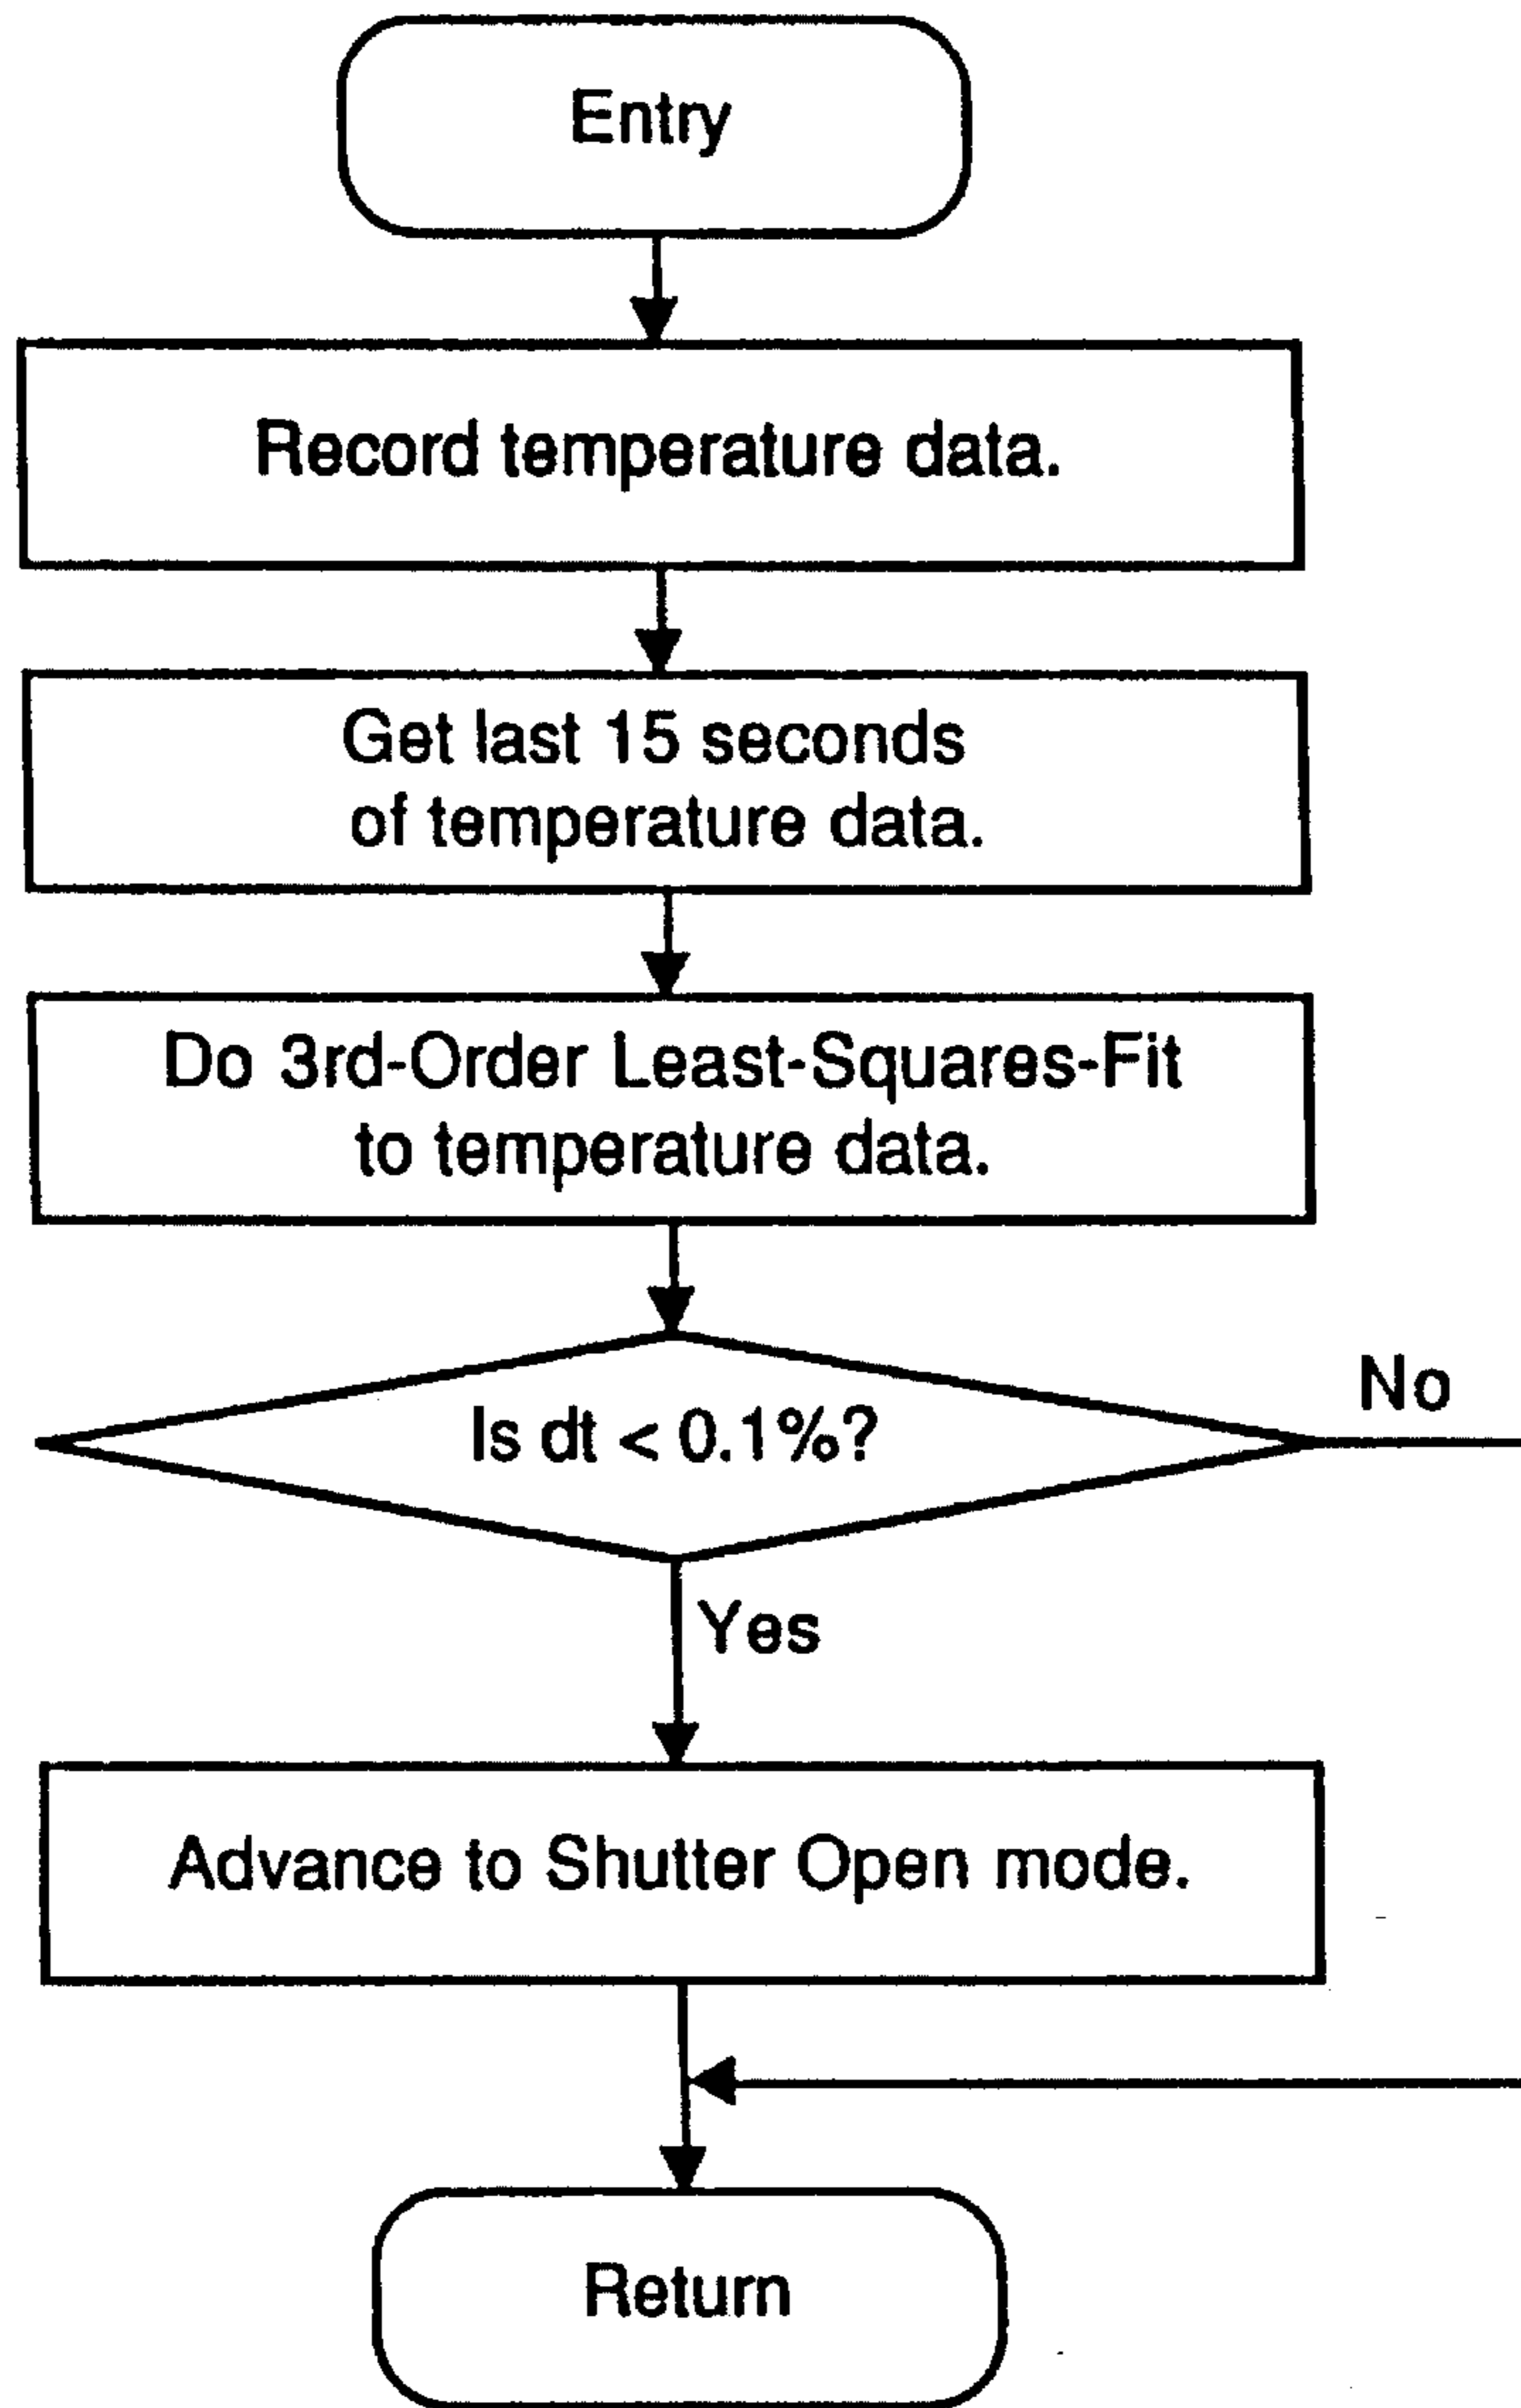 Entry
Record temperature data.
Get last 15 seconds
of temperature data.
Do 3rd-Order Least-Squares-Fit
to temperature data.
Is dt < 0.1%?
No
Yes
Advance to Shutter Open mode.
Return